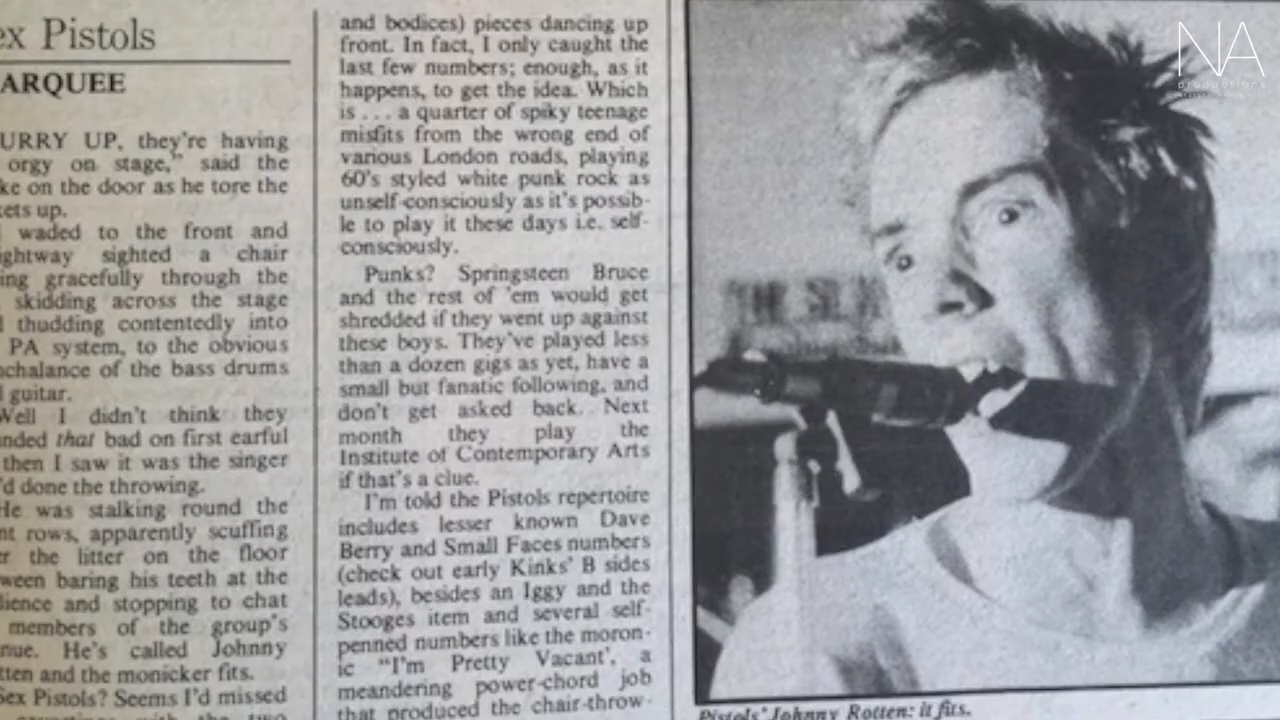 ex Pistols
ARQUEE
URRY UP, they're having
orgy on stage," said the
ke on the door as he tore the
kets up.
waded to the front and
ightway sighted a chair
ing gracefully through the
skidding across the stage
thudding contentedly into
PA system, to the obvious
nchalance of the bass drums
guitar.
Well I didn't think they
nded that bad on first earful
then I saw it was the singer
'd done the throwing.
He was stalking round the
nt rows, apparently scuffing
er the litter on the floor
ween baring his teeth at the
lience and stopping to chat
members of the group's
nue. He's called Johnny
tten and the monicker fits.
Sex Pistols? Seems I'd missed
with the two
and bodices) pieces dancing up
front. In fact, I only caught the
last few numbers; enough, as it
happens, to get the idea. Which
is . . . a quarter of spiky teenage
misfits from the wrong end of
various London roads, playing
60's styled white punk rock as
unself-consciously as it's possib-
le to play it these days i.e. self-
consciously.
Punks? Springsteen Bruce
and the rest of 'em would get
shredded if they went up against
these boys. They've played less
than a dozen gigs as yet, have a
small but fanatic following, and
don't get asked back. Next
month they play the
Institute of Contemporary Arts
if that's a clue.
I'm told the Pistols repertoire
includes lesser known Dave
Berry and Small Faces numbers
(check out early Kinks' B sides
leads), besides an Iggy and the
Stooges item and several self-
penned numbers like the moron-
ic "I'm Pretty Vacant', a
meandering power-chord job
that produced the chair-throw-
Pistols' Johnny Rotten: it fits.
NA
productions